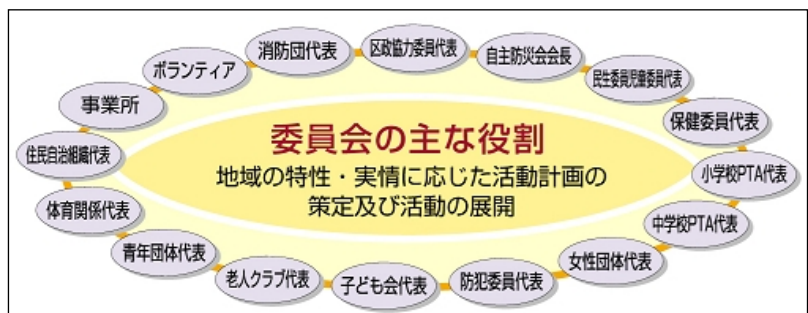 消防団代表
区政協力委員代表
自主防災会会長
民生委員児童委員代表
保健委員代表
小学校PTA代表
中学校PTA代表
女性団体代表
防犯委員代表
子ども会代表
老人クラブ代表
青年団体代表
体育関係代表
住民自治組織代表
事業所
ボランティア
委員会の主な役割
地域の特性・実情に応じた活動計画の
策定及び活動の展開